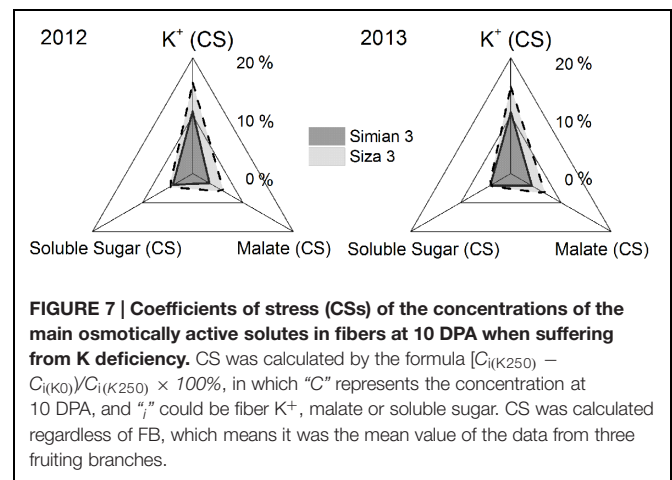 2012
K⁺ (CS)
20 %
10 %
0 %
Soluble Sugar (CS)
Malate (CS)
Simian 3
Siza 3
2013
K⁺ (CS)
20 %
10 %
0 %
Soluble Sugar (CS)
Malate (CS)
FIGURE 7 | Coefficients of stress (CSs) of the concentrations of the
main osmotically active solutes in fibers at 10 DPA when suffering
from K deficiency. CS was calculated by the formula [Ci(K250) −
Ci(K0))/Ci(K250) × 100%, in which “C” represents the concentration at
10 DPA, and “i” could be fiber K+, malate or soluble sugar. CS was calculated
regardless of FB, which means it was the mean value of the data from three
fruiting branches.